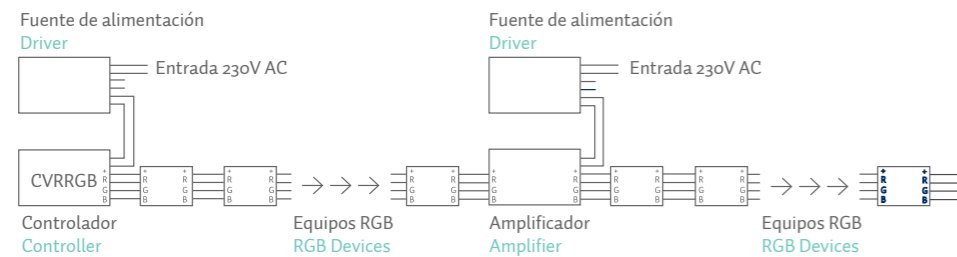 Fuente de alimentación
Driver
Entrada 230V AC
CVRRGB
+ R G B
+ R G B
+ R G B
+ R G B
+ R G B
Controlador
Controller
Equipos RGB
RGB Devices
+ R G B
+ R G B
Fuente de alimentación
Driver
Entrada 230V AC
+ R G B
+ R G B
+ R G B
+ R G B
+ R G B
+ R G B
Amplificador
Amplifier
Equipos RGB
RGB Devices
+ R G B
+ R G B